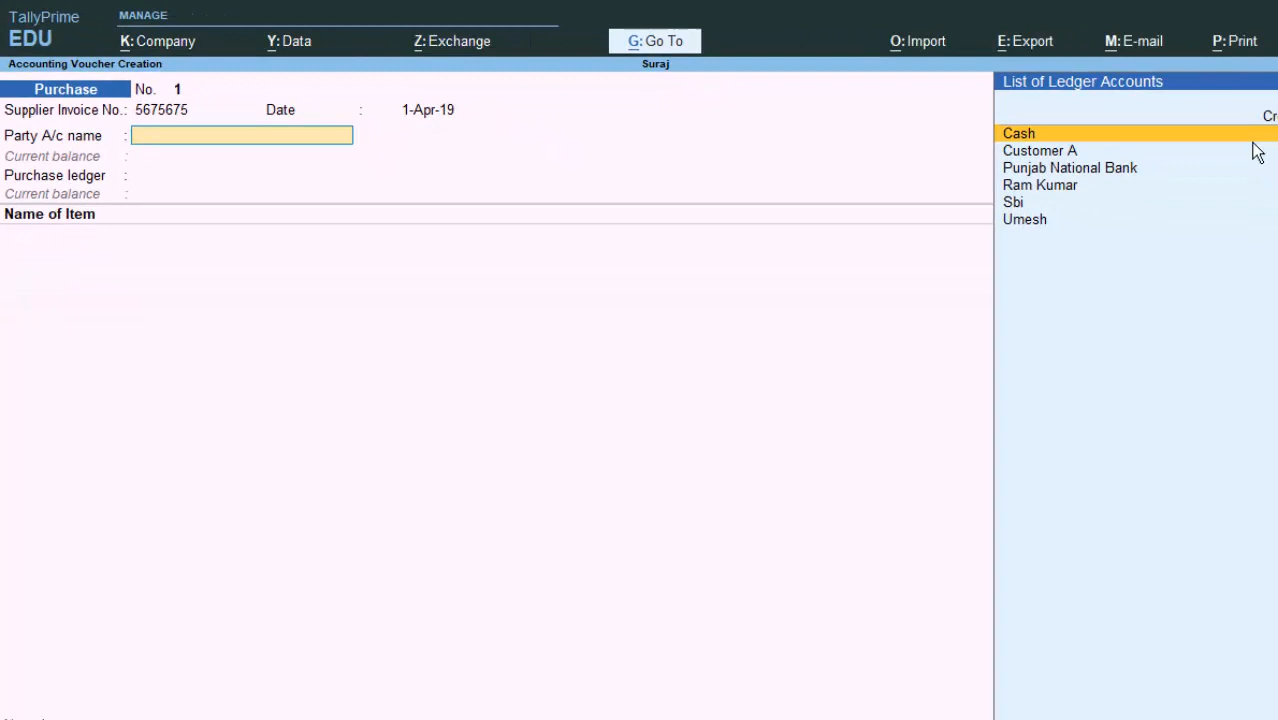 TallyPrime
EDU
MANAGE
K: Company
Y: Data
Z: Exchange
G: Go To
O: Import
E: Export
M: E-mail
P: Print
Accounting Voucher Creation
Suraj
Purchase No. 1
Supplier Invoice No.: 5675675 Date : 1-Apr-19
Party A/c name :
Current balance :
Purchase ledger :
Current balance :
Name of Item
List of Ledger Accounts
Cash
Customer A
Punjab National Bank
Ram Kumar
Sbi
Umesh